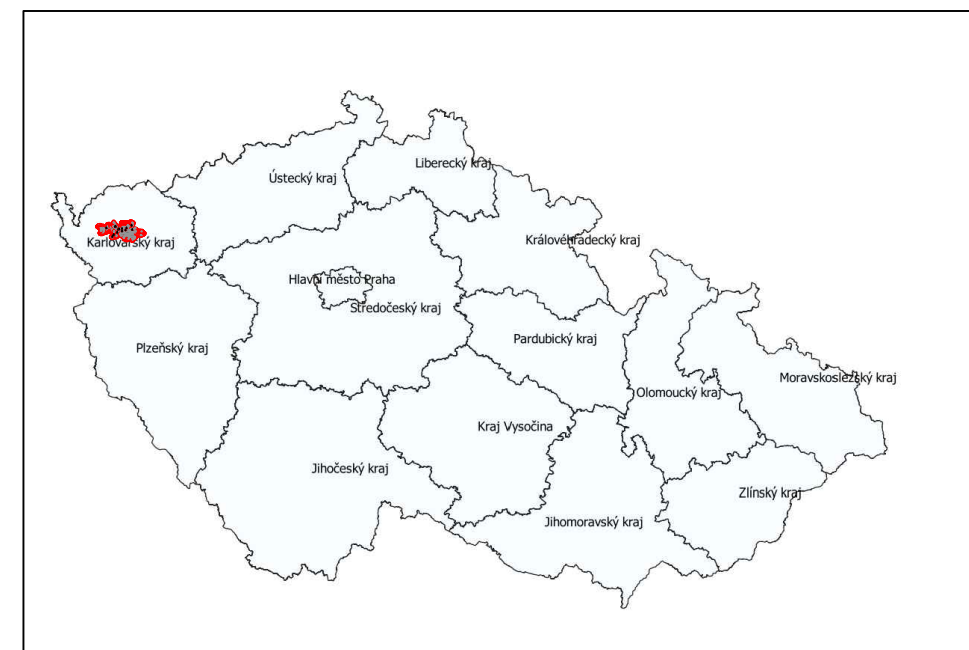 Liberecký kraj
Ústecký kraj
Karlovarský kraj
Královéhradecký kraj
Hlavní město Praha
Stredočeský kraj
Pardubický kraj
Plzeňský kraj
Moravskoslezský kraj
Olomoucký kraj
Kraj Vysočina
Jihočeský kraj
Zlínský kraj
Jihomoravský kraj